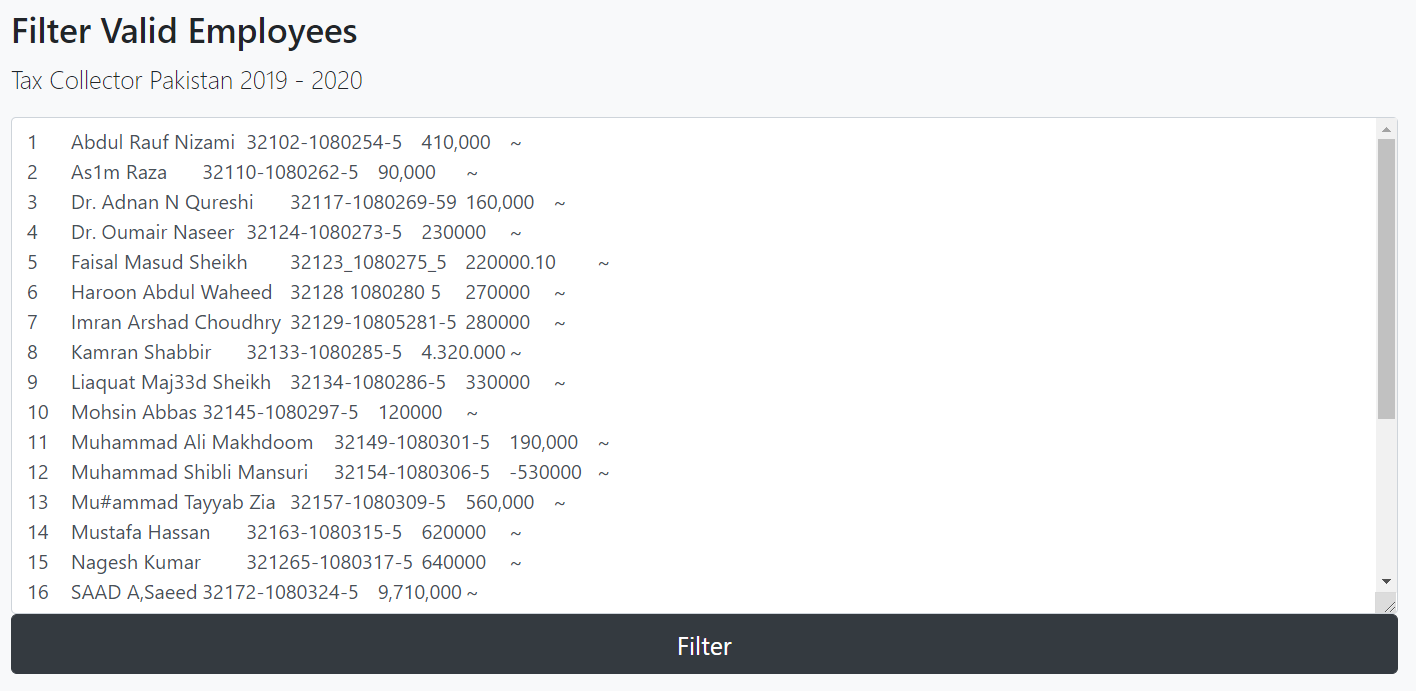 Filter Valid Employees
Tax Collector Pakistan 2019 - 2020
1 Abdul Rauf Nizami 32102-1080254-5 410,000 ~
2 As1m Raza 32110-1080262-5 90,000 ~
3 Dr. Adnan N Qureshi 32117-1080269-59 160,000 ~
4 Dr. Oumair Naseer 32124-1080273-5 230000 ~
5 Faisal Masud Sheikh 32123_1080275_5 220000.10 ~
6 Haroon Abdul Waheed 32128 1080280 5 270000 ~
7 Imran Arshad Choudhry 32129-10805281-5 280000 ~
8 Kamran Shabbir 32133-1080285-5 4.320.000 ~
9 Liaquat Maj33d Sheikh 32134-1080286-5 330000 ~
10 Mohsin Abbas 32145-1080297-5 120000 ~
11 Muhammad Ali Makhdoom 32149-1080301-5 190,000 ~
12 Muhammad Shibli Mansuri 32154-1080306-5 -530000 ~
13 Mu#ammad Tayyab Zia 32157-1080309-5 560,000 ~
14 Mustafa Hassan 32163-1080315-5 620000 ~
15 Nagesh Kumar 321265-1080317-5 640000 ~
16 SAAD A,Saeed 32172-1080324-5 9,710,000 ~
Filter